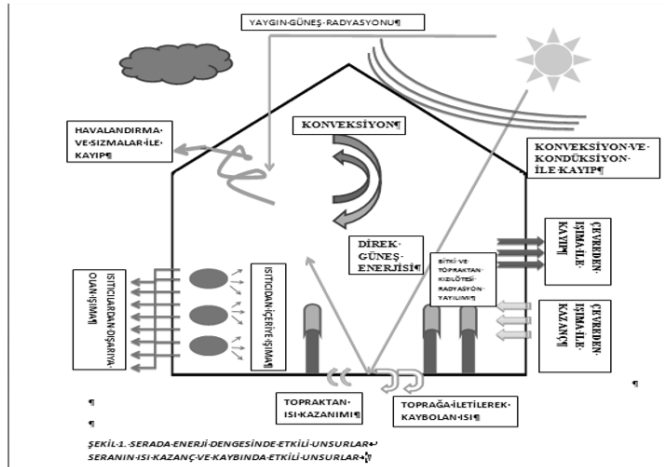 YAYGIN·GÜNEŞ·RADYASYONU¶
HAVALANDIRMA·
VE·SIZMALAR·İLE·
KAYIP¶
KONVEKSİYON¶
KONVEKSİYON·VE·
KONDÜKSİYON·
İLE·KAYIP¶
DİREK·
GÜNEŞ·
ENERJİSİ¶
BİTKİ·VE·
TOPRAKTAN·
KIZILÖTESİ·
RADYASYON·
YAYILIMI¶
ÇEVREDEN·
IŞIMA·İLE·
KAYIP¶
ÇEVREDEN·
IŞIMA·İLE·
KAZANÇ¶
ISITICILARDAN·DIŞARIYA·
OLAN·IŞIMA¶
ISITICIDAN·İÇERİYE·IŞIMA¶
TOPRAKTAN·
ISI·KAZANIMI¶
TOPRAĞA·İLETİLEREK·
KAYBOLAN·ISI¶
¶
¶
¶
ŞEKİL·1.·SERADA·ENERJİ·DENGESİNDE·ETKİLİ·UNSURLAR↵
SERANIN·ISI·KAZANÇ·VE·KAYBINDA·ETKİLİ·UNSURLAR¶